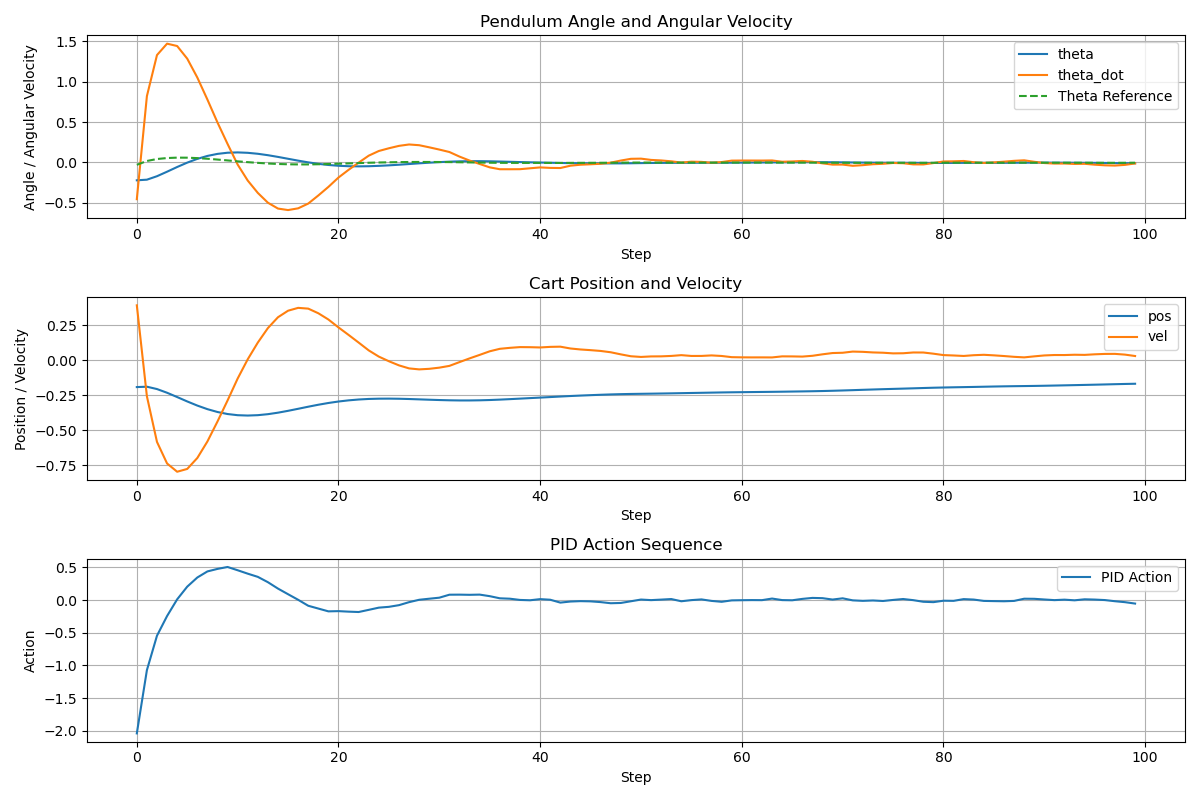 Pendulum Angle and Angular Velocity
Angle / Angular Velocity
1.5
1.0
0.5
0.0
−0.5
theta
theta_dot
Theta Reference
0
20
40
60
80
100
Step
Cart Position and Velocity
Position / Velocity
0.25
0.00
−0.25
−0.50
−0.75
pos
vel
0
20
40
60
80
100
Step
PID Action Sequence
Action
0.5
0.0
−0.5
−1.0
−1.5
−2.0
PID Action
0
20
40
60
80
100
Step